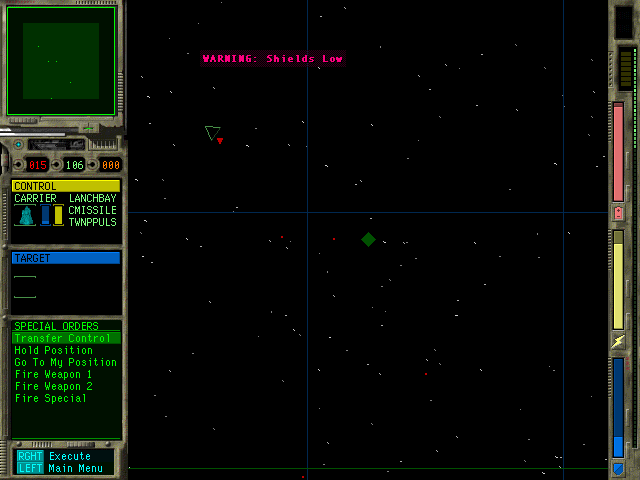 WARNING: Shields Low
015 106 000
CONTROL
CARRIER LANCHBAY
CMISSILE
TWNPPULS
TARGET
SPECIAL ORDERS
Transfer Control
Hold Position
Go To My Position
Fire Weapon 1
Fire Weapon 2
Fire Special
RGHT Execute
LEFT Main Menu